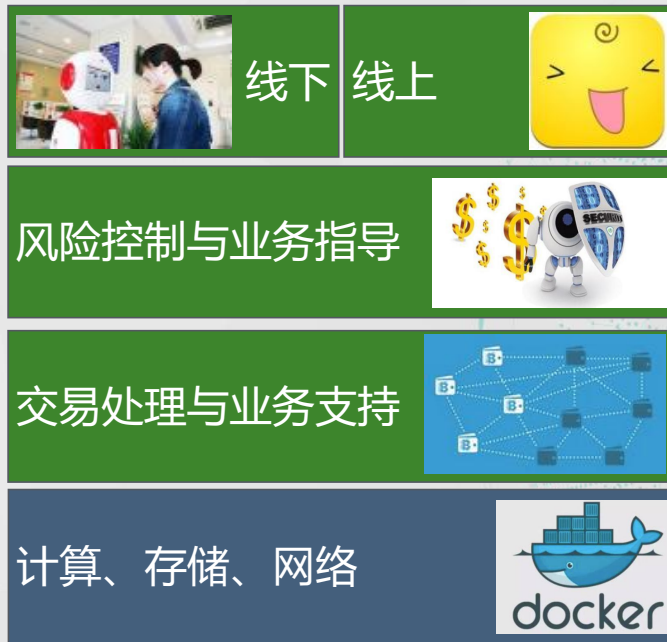 线下
线上
风险控制与业务指导
SECURITY
交易处理与业务支持
计算、存储、网络
docker